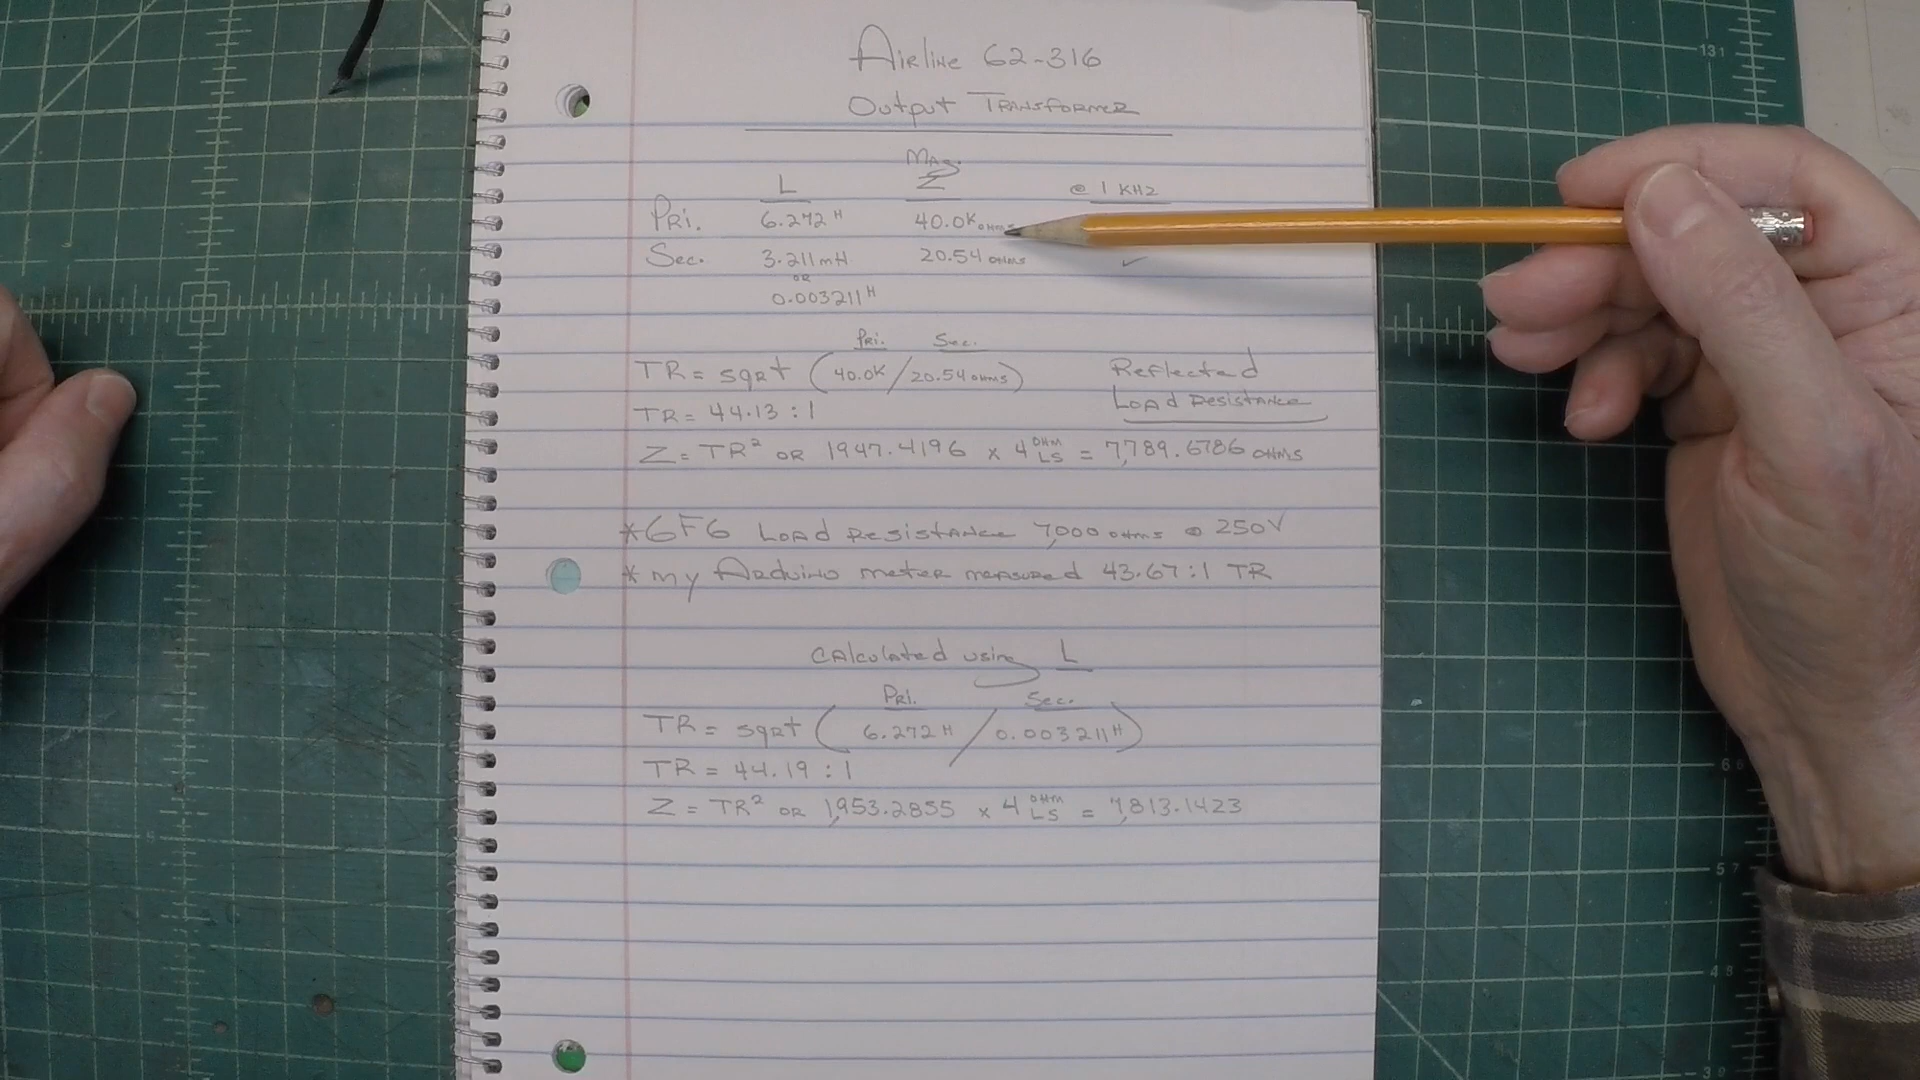 Airline 62-316
Output Transformer
Mag.
L Z @ 1 KHz
Pri. 6.272 H 40.0K ohms
Sec. 3.211mH 20.54 ohms ✓
or
0.003211 H
Pri. Sec.
TR = sqrt (40.0K / 20.54 ohms) Reflected
TR = 44.13 : 1 Load Resistance
Z = TR² or 1947.4196 x 4 ohm LS = 7,789.6786 ohms
*6F6 Load Resistance 7,000 ohms @ 250V
*my Arduino meter measured 43.67:1 TR
Calculated using L
Pri. Sec.
TR = sqrt (6.272 H / 0.003211 H)
TR = 44.19 : 1
Z = TR² or 1,953.2855 x 4 ohm LS = 7,813.1423